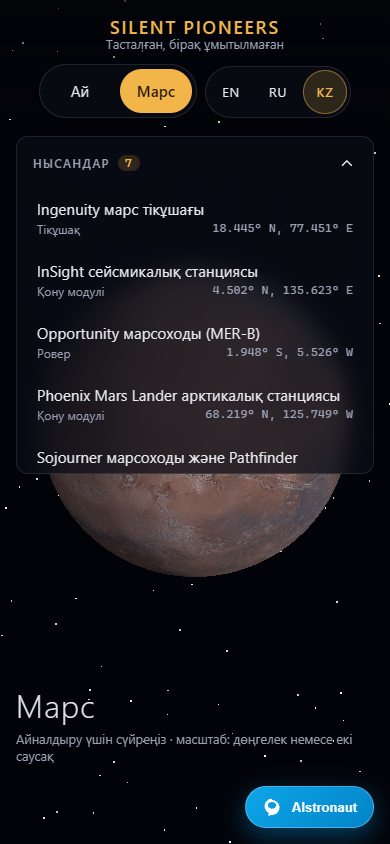 SILENT PIONEERS
Тасталған, бірақ ұмытылмаған
Ай Марс EN RU KZ
НЫСАНДАР 7
Ingenuity марс тікұшағы
Тікұшақ 18.445° N, 77.451° E
InSight сейсмикалық станциясы
Қону модулі 4.502° N, 135.623° E
Opportunity марсоходы (MER-B)
Ровер 1.948° S, 5.526° W
Phoenix Mars Lander арктикалық станциясы
Қону модулі 68.219° N, 125.749° W
Sojourner марсоходы және Pathfinder
Марс
Айналдыру үшін сүйреңіз · масштаб: дөңгелек немесе екі
саусақ
AIstronaut